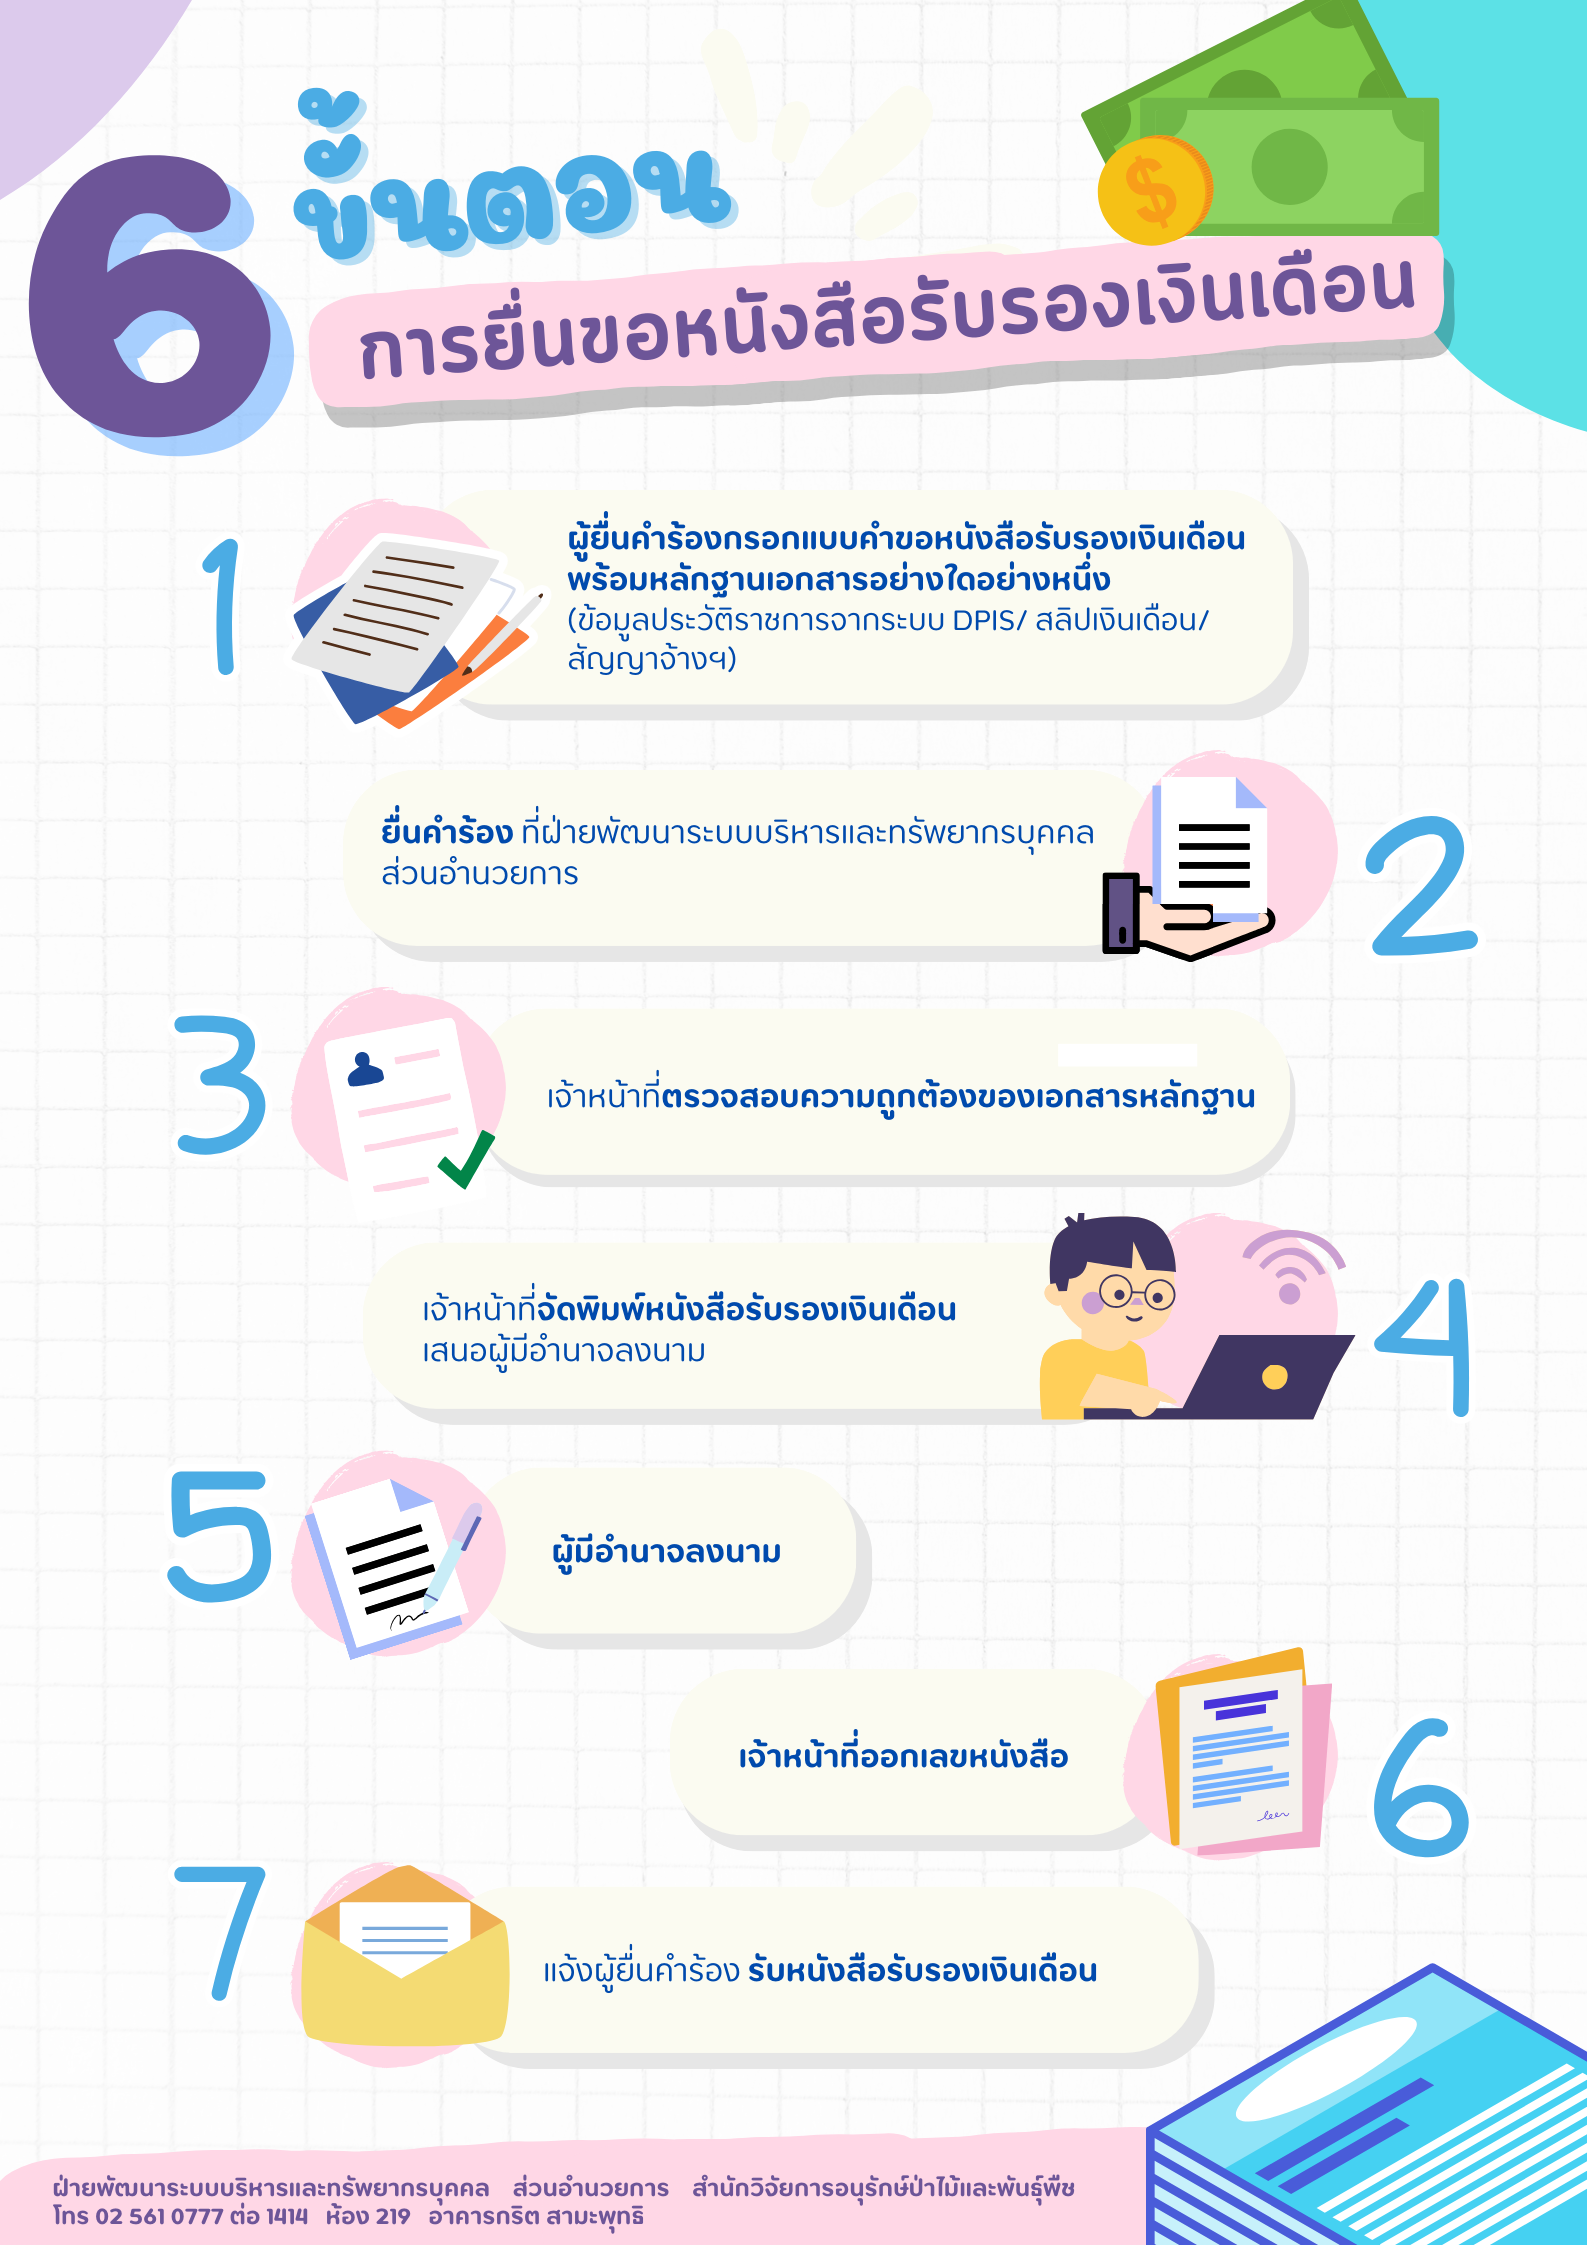 6
ขั้นตอน
การยื่นขอหนังสือรับรองเงินเดือน
1
ผู้ยื่นคำร้องกรอกแบบคำขอหนังสือรับรองเงินเดือน
พร้อมหลักฐานเอกสารอย่างใดอย่างหนึ่ง
(ข้อมูลประวัติราชการจากระบบ DPIS/ สลิปเงินเดือน/
สัญญาจ้างฯ)
2
ยื่นคำร้อง ที่ฝ่ายพัฒนาระบบบริหารและทรัพยากรบุคคล
ส่วนอำนวยการ
3
เจ้าหน้าที่ตรวจสอบความถูกต้องของเอกสารหลักฐาน
4
เจ้าหน้าที่จัดพิมพ์หนังสือรับรองเงินเดือน
เสนอผู้มีอำนาจลงนาม
5
ผู้มีอำนาจลงนาม
6
เจ้าหน้าที่ออกเลขหนังสือ
7
แจ้งผู้ยื่นคำร้อง รับหนังสือรับรองเงินเดือน
ฝ่ายพัฒนาระบบบริหารและทรัพยากรบุคคล ส่วนอำนวยการ สำนักวิจัยการอนุรักษ์ป่าไม้และพันธุ์พืช
โทร 02 561 0777 ต่อ 1414 ห้อง 219 อาคารกริต สามะพุทธิ